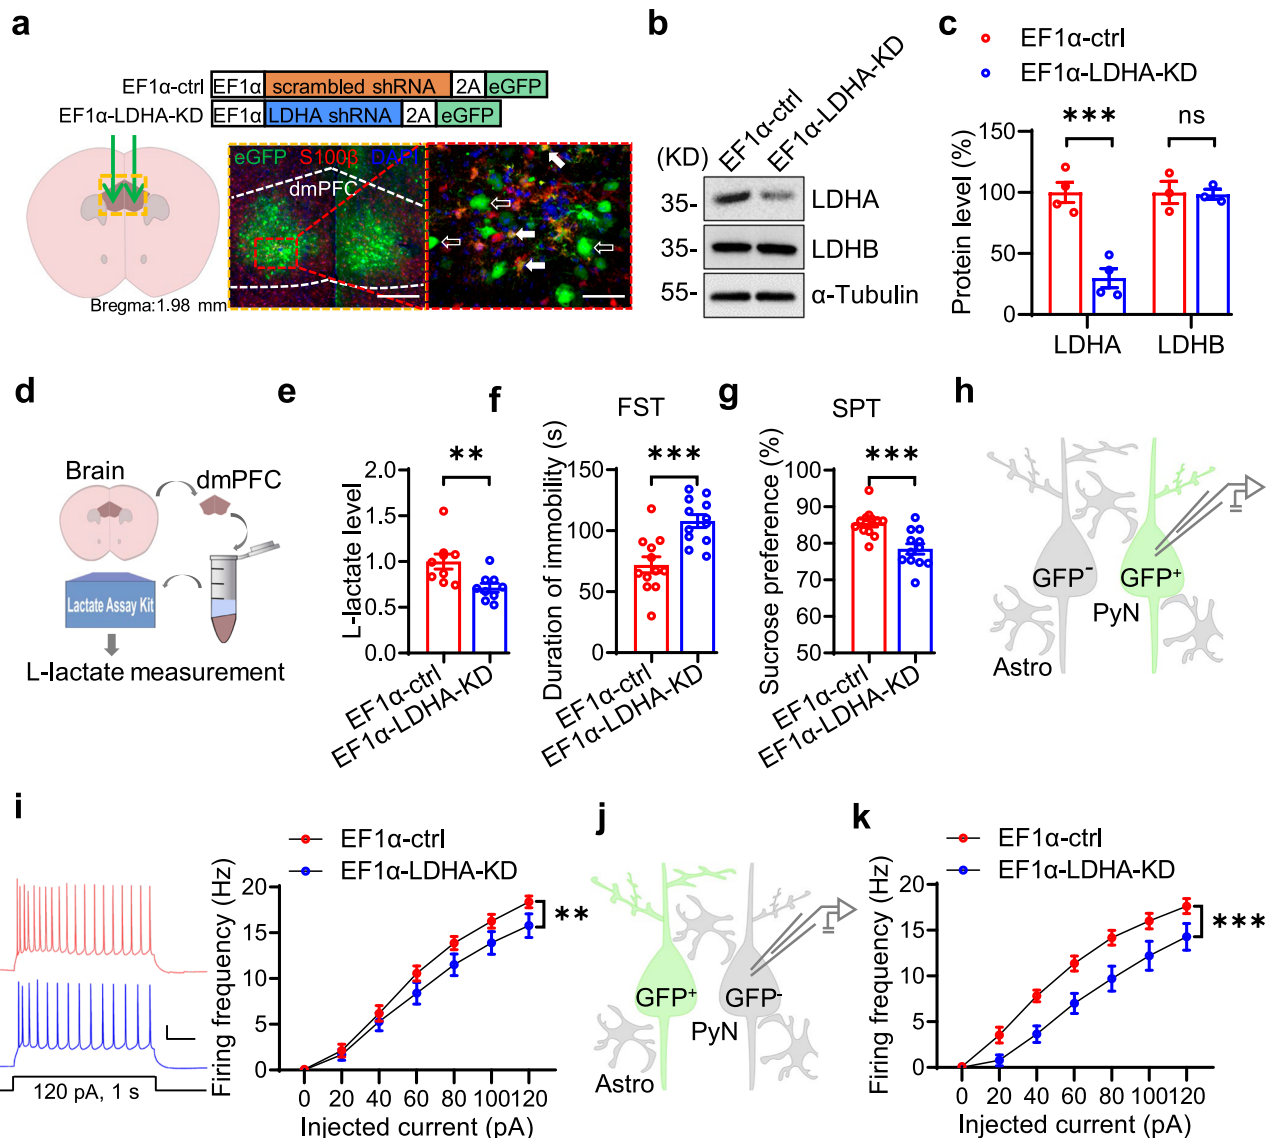 a
EF1α-ctrl
EF1α
scrambled shRNA
2A
eGFP
EF1α-LDHA-KD
EF1α
LDHA shRNA
2A
eGFP
eGFP S100β DAPI
dmPFC
Bregma:1.98 mm
b
EF1α-ctrl
EF1α-LDHA-KD
(KD)
35-
LDHA
35-
LDHB
55-
α-Tubulin
c
EF1α-ctrl
EF1α-LDHA-KD
Protein level (%)
150
100
50
0
***
ns
LDHA
LDHB
d
Brain
dmPFC
Lactate Assay Kit
L-lactate measurement
e
L-lactate level
2.0
1.5
1.0
0.5
0.0
**
EF1α-ctrl
EF1α-LDHA-KD
f
FST
Duration of immobility (s)
150
100
50
0
***
EF1α-ctrl
EF1α-LDHA-KD
g
SPT
Sucrose preference (%)
100
90
80
70
60
50
***
EF1α-ctrl
EF1α-LDHA-KD
h
GFP-
GFP+
PyN
Astro
i
120 pA, 1 s
EF1α-ctrl
EF1α-LDHA-KD
Firing frequency (Hz)
20
15
10
5
0
**
0 20 40 60 80 100 120
Injected current (pA)
j
GFP+
GFP-
PyN
Astro
k
EF1α-ctrl
EF1α-LDHA-KD
Firing frequency (Hz)
20
15
10
5
0
***
0 20 40 60 80 100 120
Injected current (pA)